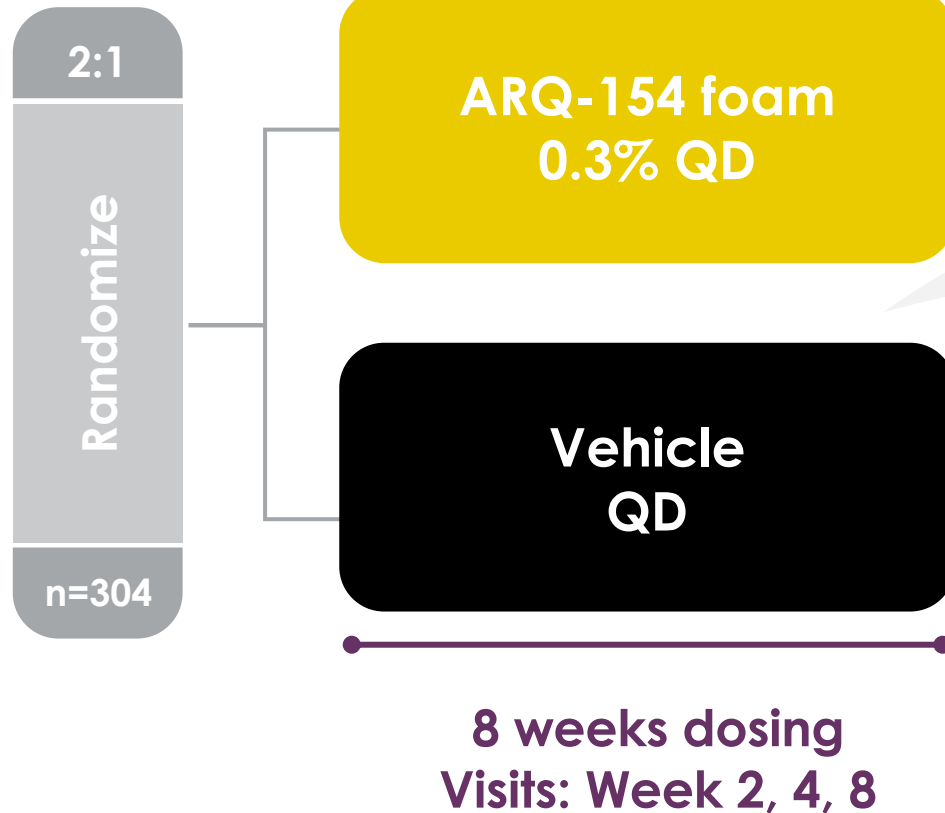 2:1
Randomize
n=304
ARQ-154 foam
0.3% QD
Vehicle
QD
8 weeks dosing
Visits: Week 2, 4, 8